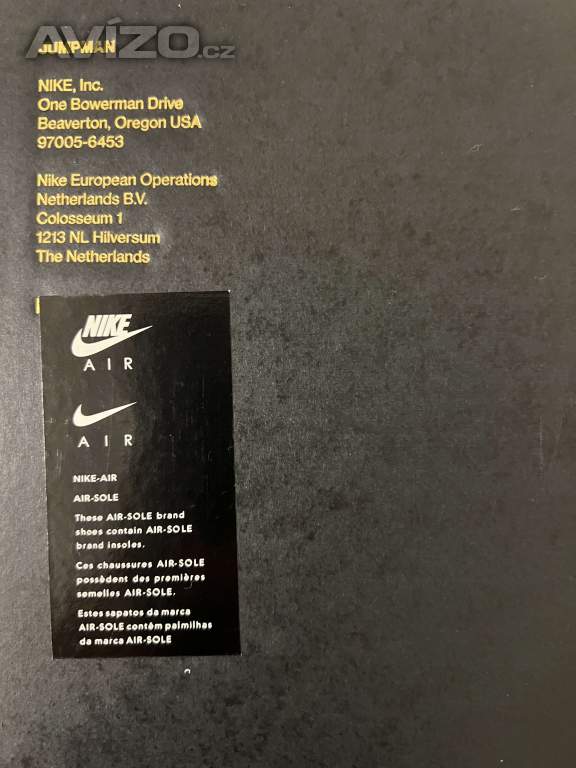 AVÍZO.cz
JUMPMAN
NIKE, Inc.
One Bowerman Drive
Beaverton, Oregon USA
97005-6453
Nike European Operations
Netherlands B.V.
Colosseum 1
1213 NL Hilversum
The Netherlands
NIKE
AIR
AIR
NIKE-AIR
AIR-SOLE
These AIR-SOLE brand
shoes contain AIR-SOLE
brand insoles.
Ces chaussures AIR-SOLE
possèdent des premières
semelles AIR-SOLE.
Estes sapatos da marca
AIR-SOLE contêm palmilhas
da marca AIR-SOLE